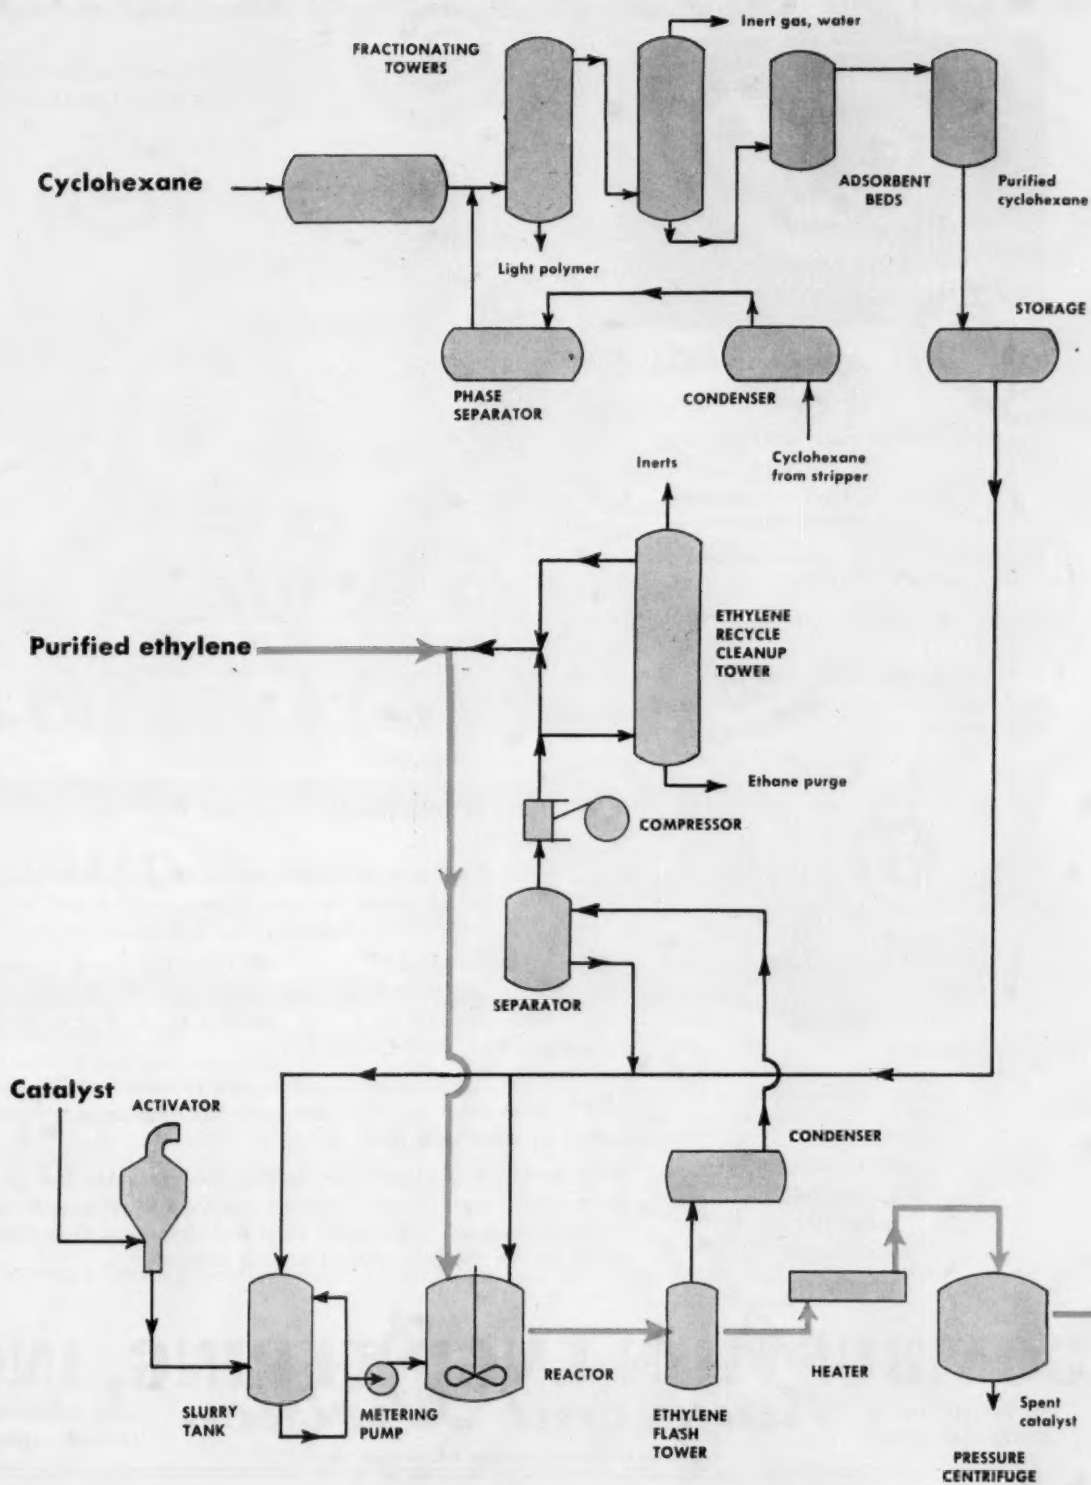 Inert gas, water
FRACTIONATING
TOWERS
Cyclohexane
ADSORBENT
BEDS
Purified
cyclohexane
Light polymer
STORAGE
PHASE
SEPARATOR
CONDENSER
Cyclohexane
from stripper
Inerts
Purified ethylene
ETHYLENE
RECYCLE
CLEANUP
TOWER
Ethane purge
COMPRESSOR
SEPARATOR
Catalyst
ACTIVATOR
CONDENSER
REACTOR
HEATER
SLURRY
TANK
METERING
PUMP
ETHYLENE
FLASH
TOWER
Spent
catalyst
PRESSURE
CENTRIFUGE